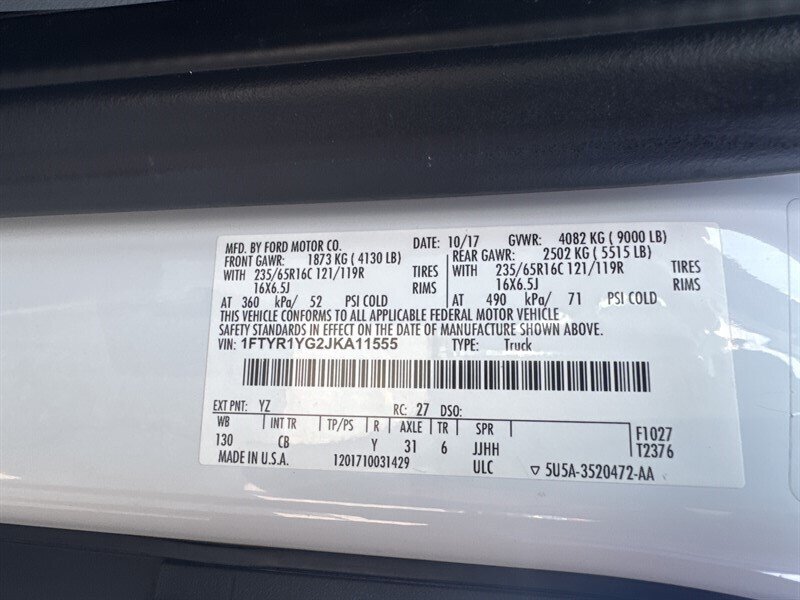 MFD. BY FORD MOTOR CO. DATE: 10/17 GVWR: 4082 KG ( 9000 LB)
FRONT GAWR: 1873 KG ( 4130 LB) REAR GAWR: 2502 KG ( 5515 LB)
WITH 235/65R16C 121/119R TIRES WITH 235/65R16C 121/119R TIRES
16X6.5J RIMS 16X6.5J RIMS
AT 360 kPa/ 52 PSI COLD AT 490 kPa/ 71 PSI COLD
THIS VEHICLE CONFORMS TO ALL APPLICABLE FEDERAL MOTOR VEHICLE
SAFETY STANDARDS IN EFFECT ON THE DATE OF MANUFACTURE SHOWN ABOVE.
VIN: 1FTYR1YG2JKA11555 TYPE: Truck
EXT PNT: YZ RC: 27 DSO:
WB INT TR TP/PS R AXLE TR SPR F1027
130 CB Y 31 6 JJHH T2376
MADE IN U.S.A. 1201710031429 ULC ▽ 5U5A-3520472-AA